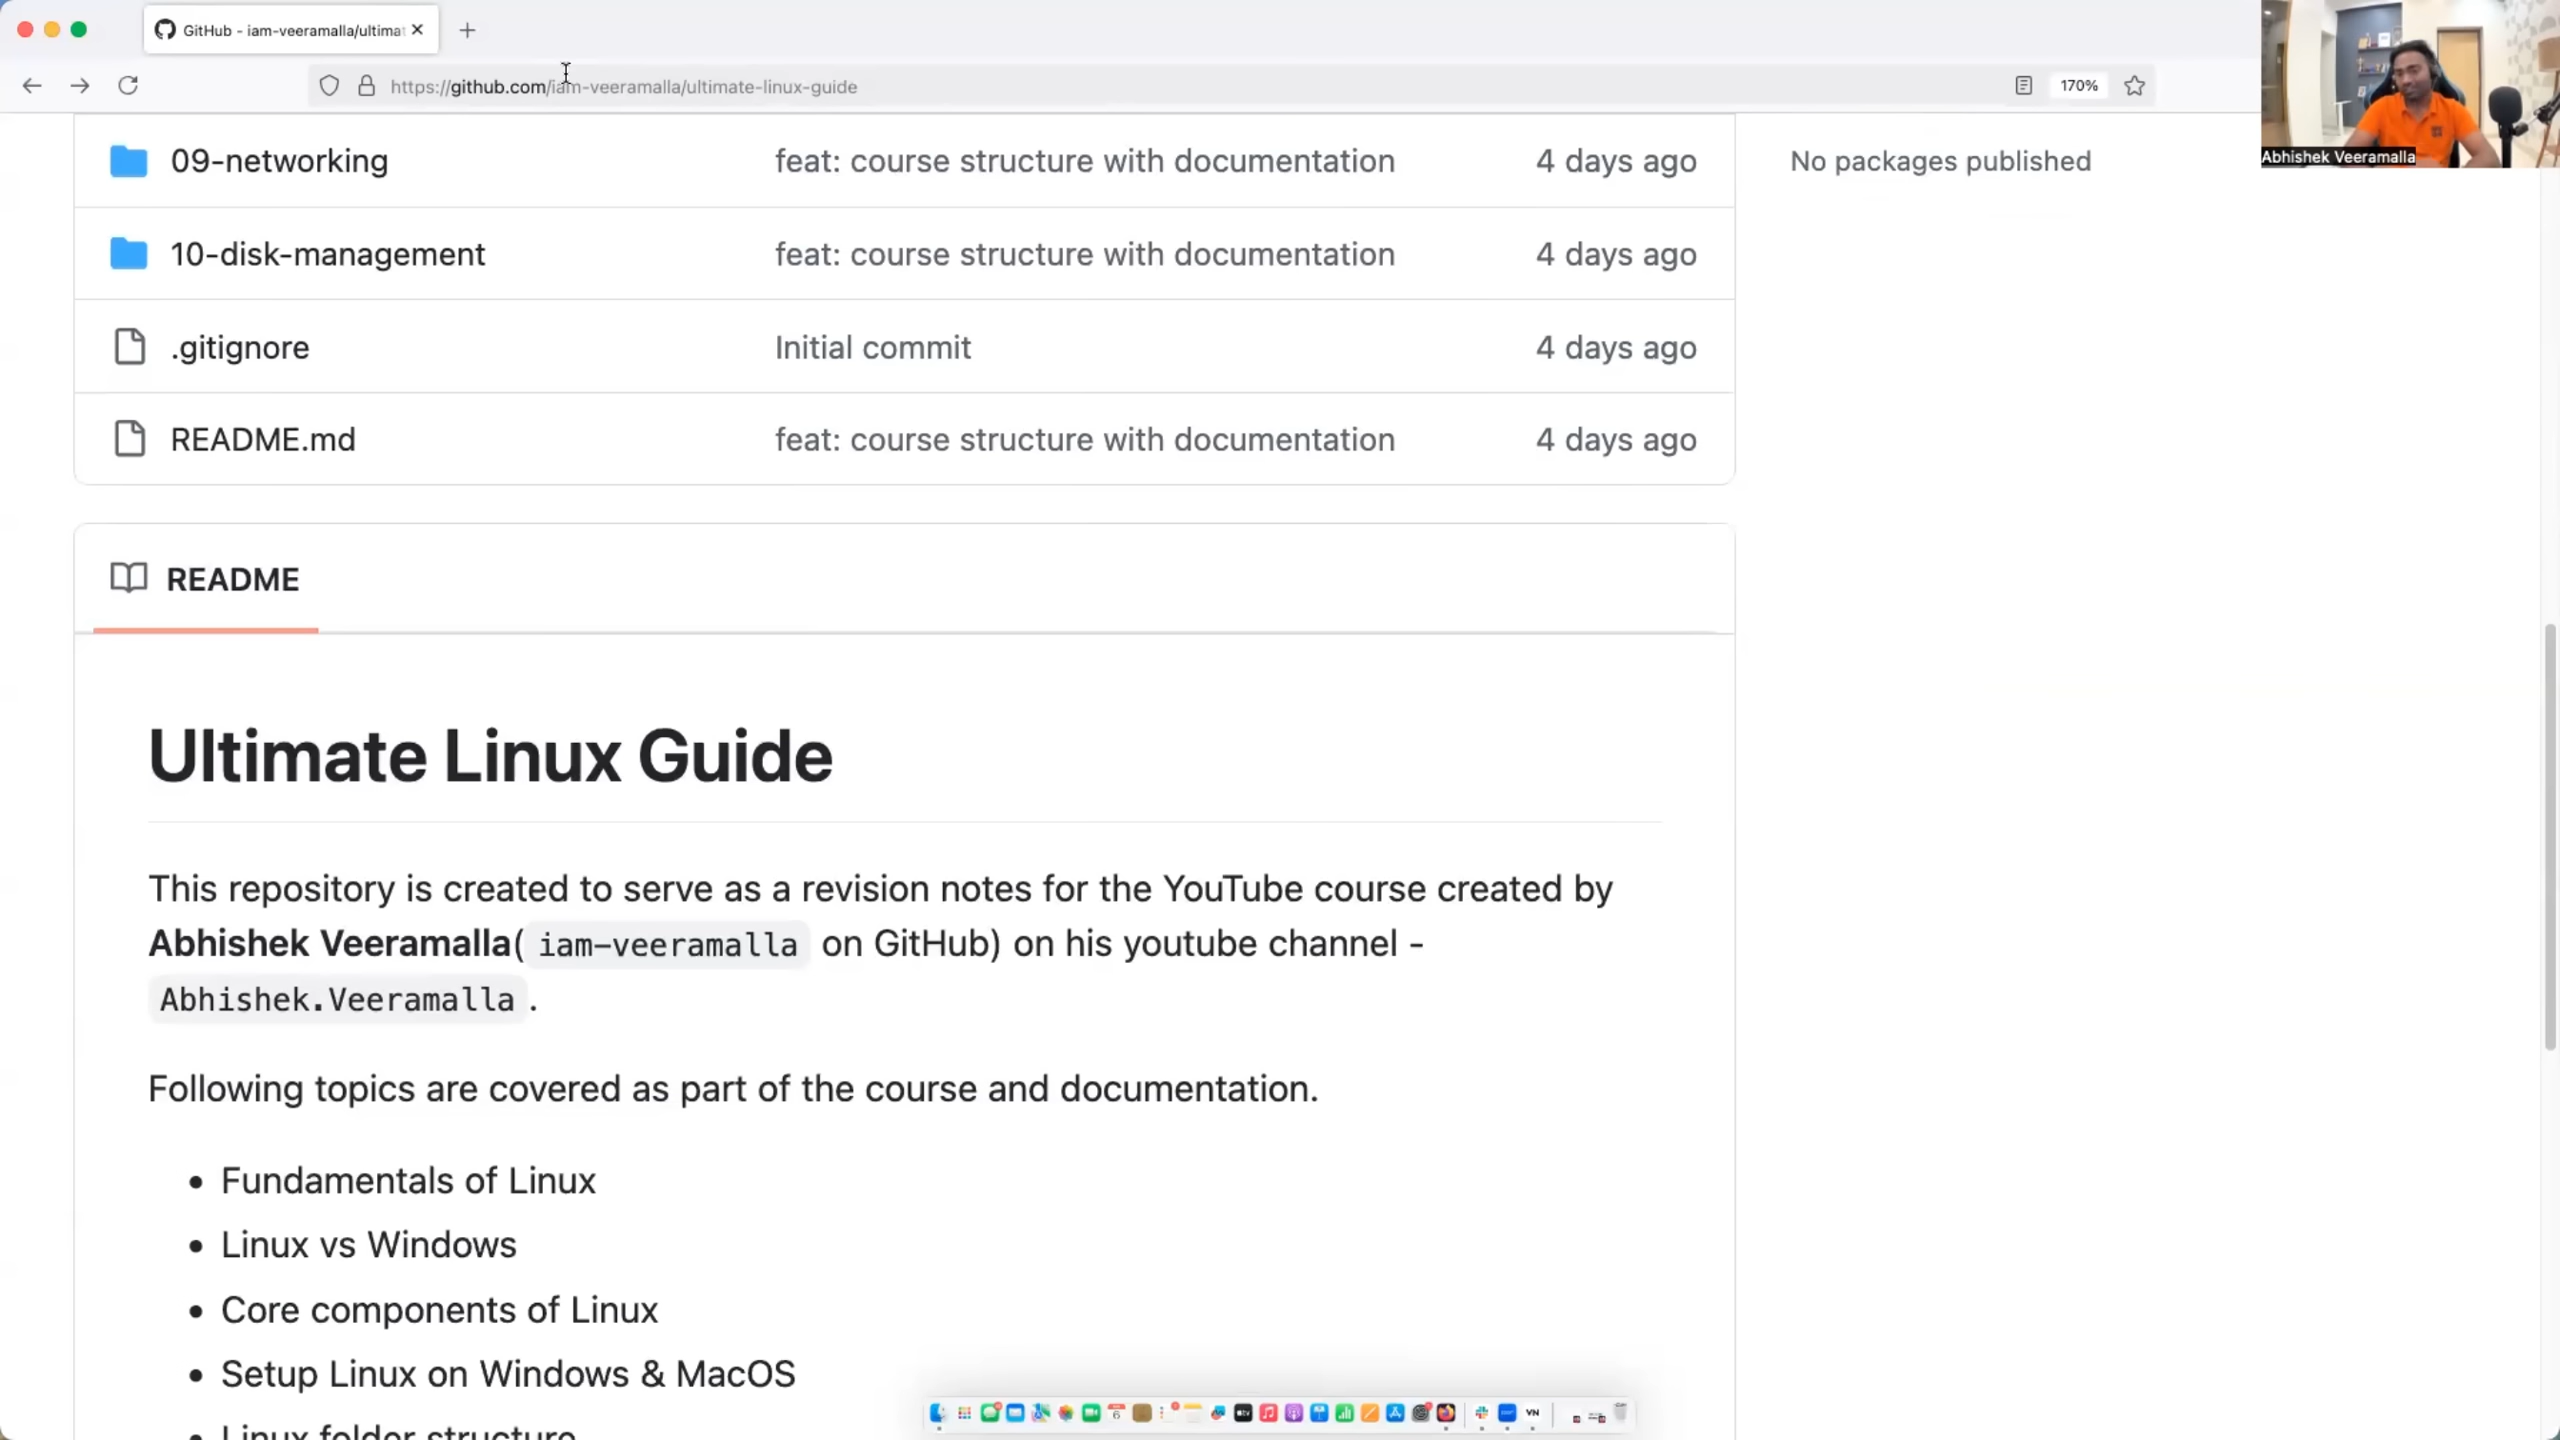 GitHub - iam-veeramalla/ultima
https://github.com/iam-veeramalla/ultimate-linux-guide
170%
Abhishek Veeramalla
09-networking feat: course structure with documentation 4 days ago
No packages published
10-disk-management feat: course structure with documentation 4 days ago
.gitignore Initial commit 4 days ago
README.md feat: course structure with documentation 4 days ago
README
Ultimate Linux Guide
This repository is created to serve as a revision notes for the YouTube course created by
Abhishek Veeramalla( iam-veeramalla on GitHub) on his youtube channel -
Abhishek.Veeramalla .
Following topics are covered as part of the course and documentation.
• Fundamentals of Linux
• Linux vs Windows
• Core components of Linux
• Setup Linux on Windows & MacOS
• Linux folder structure
6
VN